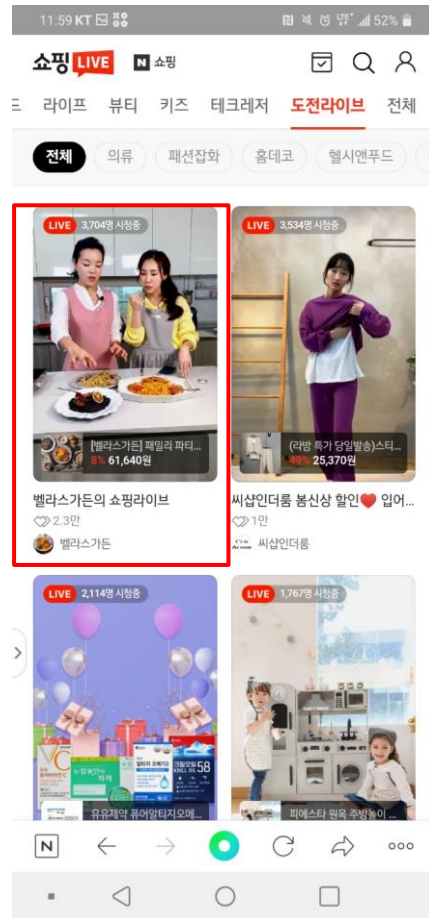 11:59 KT
52%
쇼핑 LIVE N 쇼핑
드 라이프 뷰티 키즈 테크레저 도전라이브 전체
전체 의류 패션잡화 홈데코 헬시앤푸드
LIVE 3,704명 시청중
[벨라스가든] 패밀리 파티...
8% 61,640원
벨라스가든의 쇼핑라이브
2.3만
벨라스가든
LIVE 3,534명 시청중
(라방 특가 당일발송)스티...
49% 25,370원
씨샵인더룸 봄신상 할인❤️ 입어...
1만
씨샵인더룸
LIVE 2,114명 시청중
유유제약 퓨어알티지오메...
LIVE 1,767명 시청중
피에스타 원목 주방놀이 ...
N